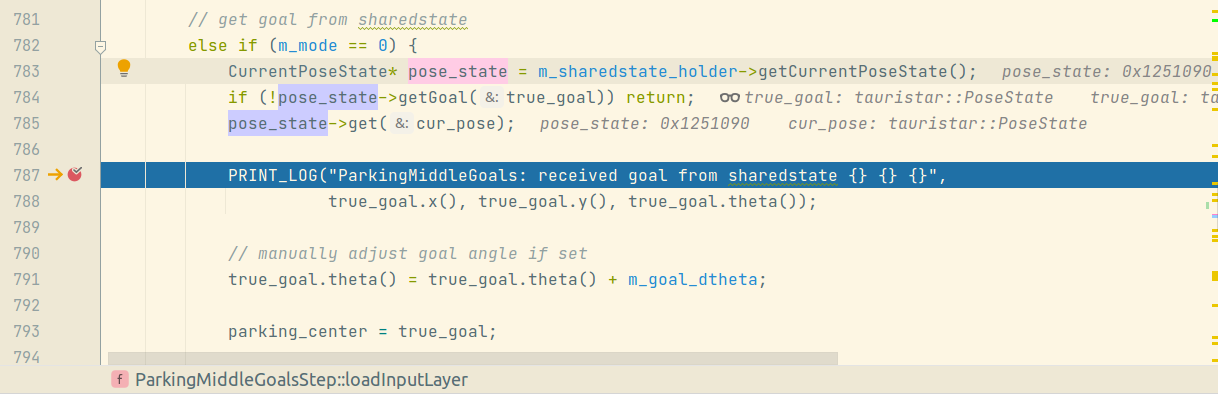 781 // get goal from sharedstate
782 else if (m_mode == 0) {
783 CurrentPoseState* pose_state = m_sharedstate_holder->getCurrentPoseState(); pose_state: 0x1251090
784 if (!pose_state->getGoal(&: true_goal)) return; true_goal: tauristar::PoseState true_goal: ta
785 pose_state->get(&: cur_pose); pose_state: 0x1251090 cur_pose: tauristar::PoseState
786
787 PRINT_LOG("ParkingMiddleGoals: received goal from sharedstate {} {} {}",
788 true_goal.x(), true_goal.y(), true_goal.theta());
789
790 // manually adjust goal angle if set
791 true_goal.theta() = true_goal.theta() + m_goal_dtheta;
792
793 parking_center = true_goal;
794
f ParkingMiddleGoalsStep::loadInputLayer